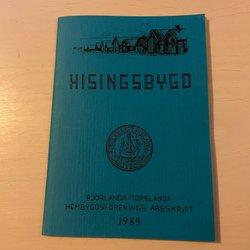 HISINGSBYGD
BJÖRLANDA-TORSLANDA
HEMBYGDSFÖRENINGS ÅRSSKRIFT
1989